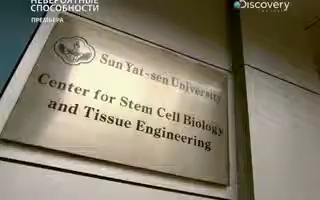 НЕВЕРОЯТНЫЕ
СПОСОБНОСТИ
ПРЕМЬЕРА
Discovery
Sun Yat-sen University
Center for Stem Cell Biology
and Tissue Engineering